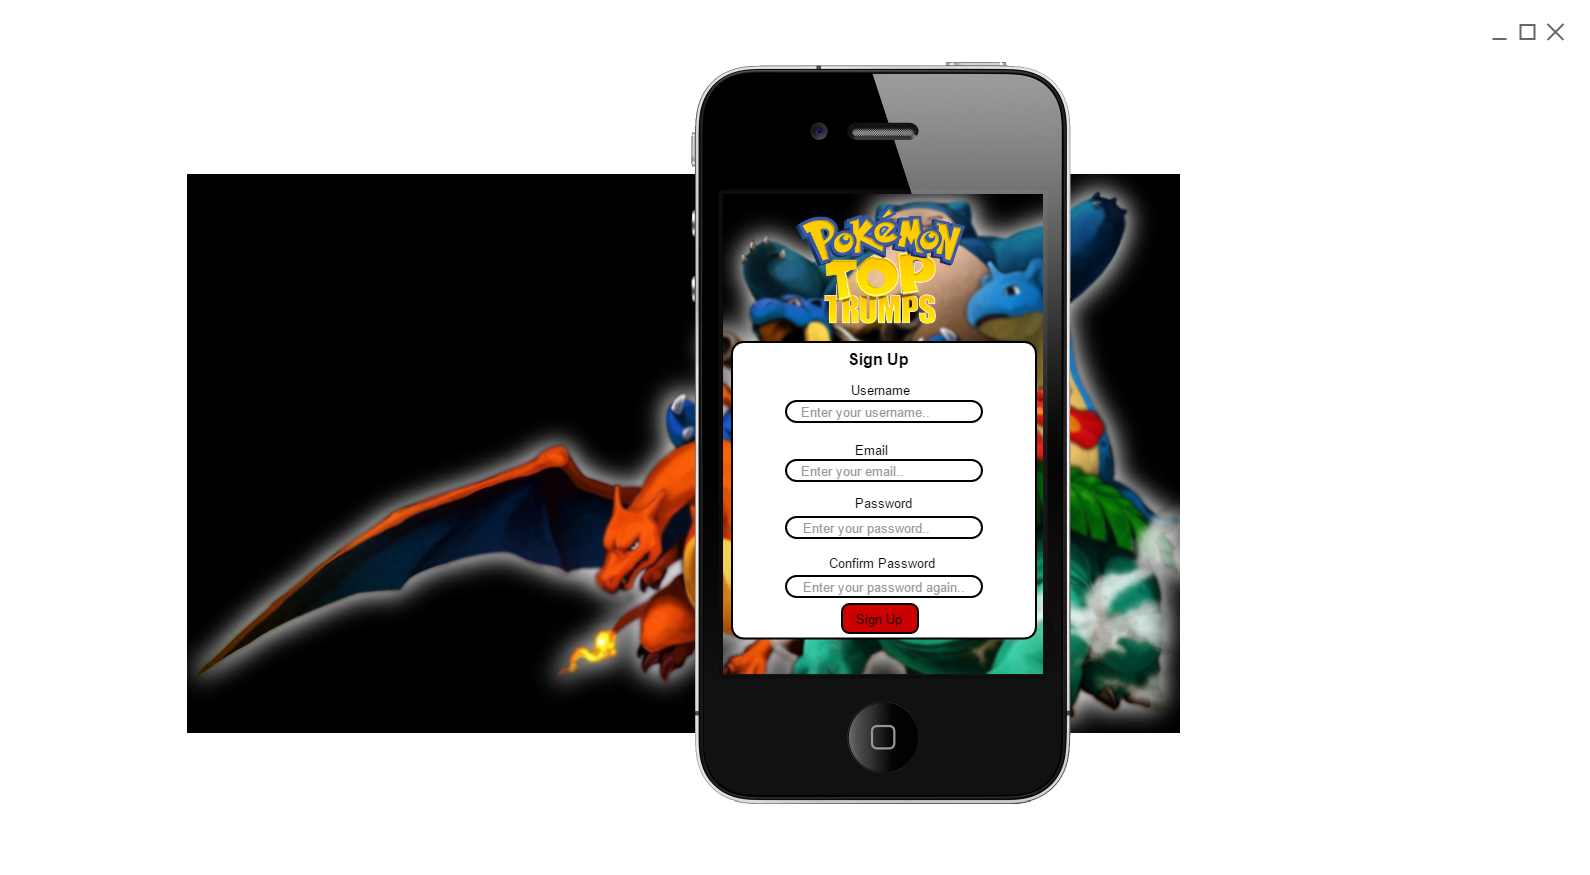 POKéMON
TOP
TRUMPS
Sign Up
Username
Enter your username..
Email
Enter your email..
Password
Enter your password..
Confirm Password
Enter your password again..
Sign Up